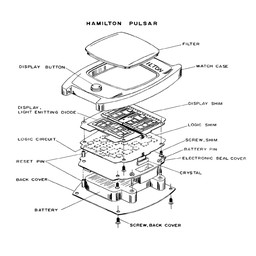 HAMILTON PULSAR
FILTER
DISPLAY BUTTON
WATCH CASE
DISPLAY,
LIGHT EMITTING DIODE
DISPLAY SHIM
LOGIC SHIM
LOGIC CIRCUIT
SCREW, SHIM
BATTERY PIN
RESET PIN
ELECTRONIC SEAL COVER
CRYSTAL
BACK COVER
BATTERY
SCREW, BACK COVER